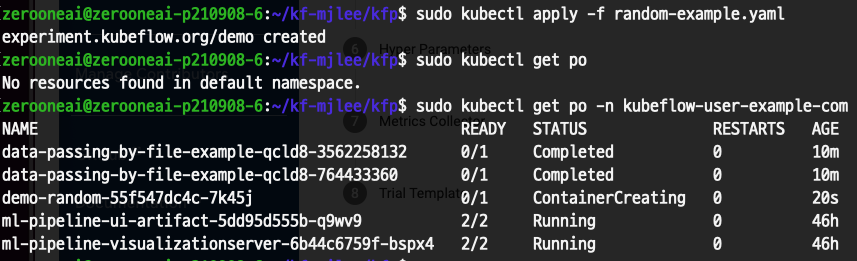 [zerooneai@zerooneai-p210908-6:~/kf-mjlee/kfp$ sudo kubectl apply -f random-example.yaml
experiment.kubeflow.org/demo created
6 Hyper Parameters
[zerooneai@zerooneai-p210908-6:~/kf-mjlee/kfp$ sudo kubectl get po
No resources found in default namespace.
[zerooneai@zerooneai-p210908-6:~/kf-mjlee/kfp$ sudo kubectl get po -n kubeflow-user-example-com
7 Metrics Collector
NAME READY STATUS RESTARTS AGE
data-passing-by-file-example-qcld8-3562258132 0/1 Completed 0 10m
data-passing-by-file-example-qcld8-764433360 0/1 Completed 0 10m
8 Trial Template
demo-random-55f547dc4c-7k45j 0/1 ContainerCreating 0 20s
ml-pipeline-ui-artifact-5dd95d555b-q9wv9 2/2 Running 0 46h
ml-pipeline-visualizationserver-6b44c6759f-bspx4 2/2 Running 0 46h